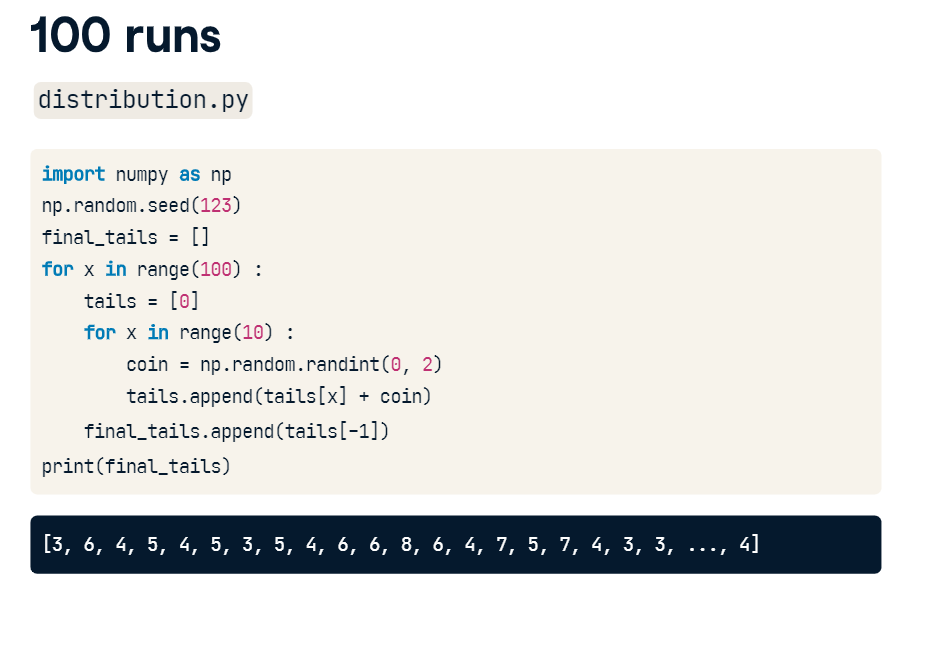 100 runs
distribution.py
import numpy as np
np.random.seed(123)
final_tails = []
for x in range(100) :
    tails = [0]
    for x in range(10) :
        coin = np.random.randint(0, 2)
        tails.append(tails[x] + coin)
    final_tails.append(tails[-1])
print(final_tails)
[3, 6, 4, 5, 4, 5, 3, 5, 4, 6, 6, 8, 6, 4, 7, 5, 7, 4, 3, 3, ..., 4]